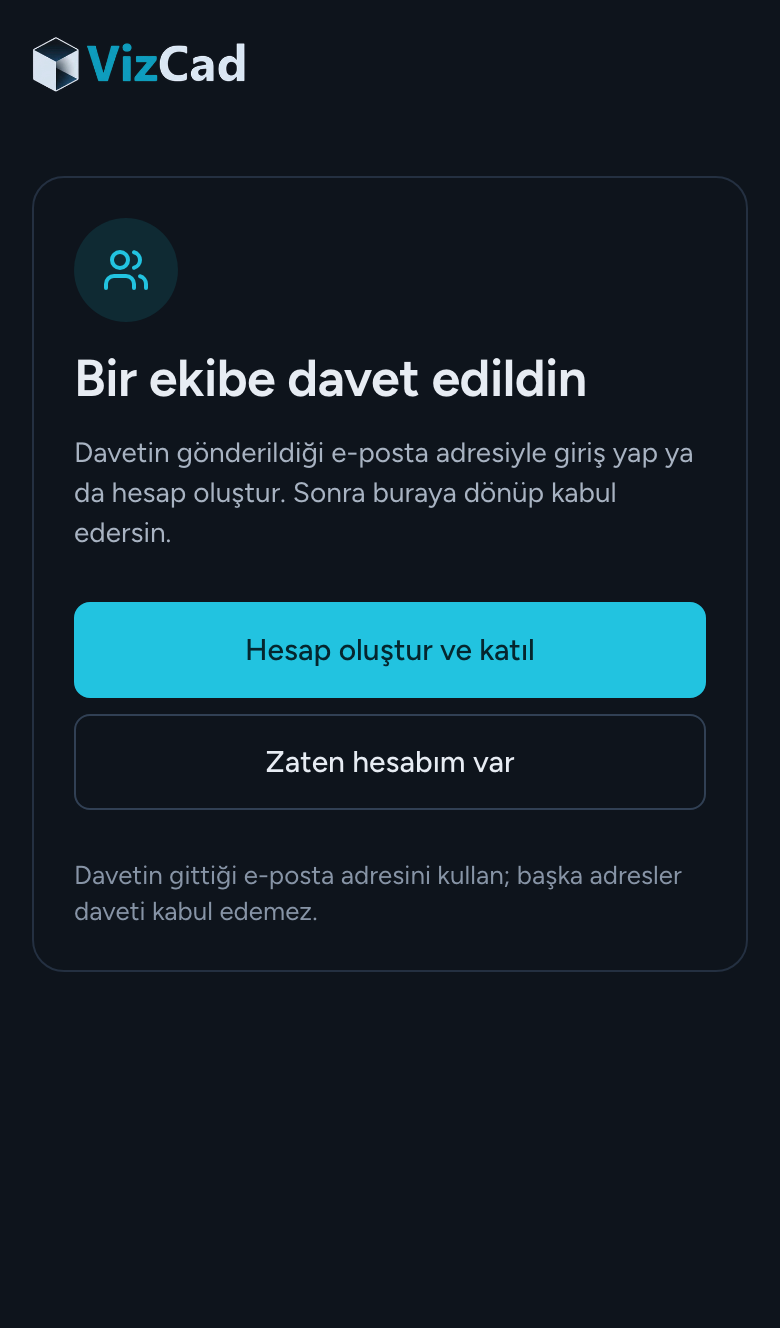 VizCad
Bir ekibe davet edildin
Davetin gönderildiği e-posta adresiyle giriş yap ya
da hesap oluştur. Sonra buraya dönüp kabul
edersin.
Hesap oluştur ve katıl
Zaten hesabım var
Davetin gittiği e-posta adresini kullan; başka adresler
daveti kabul edemez.